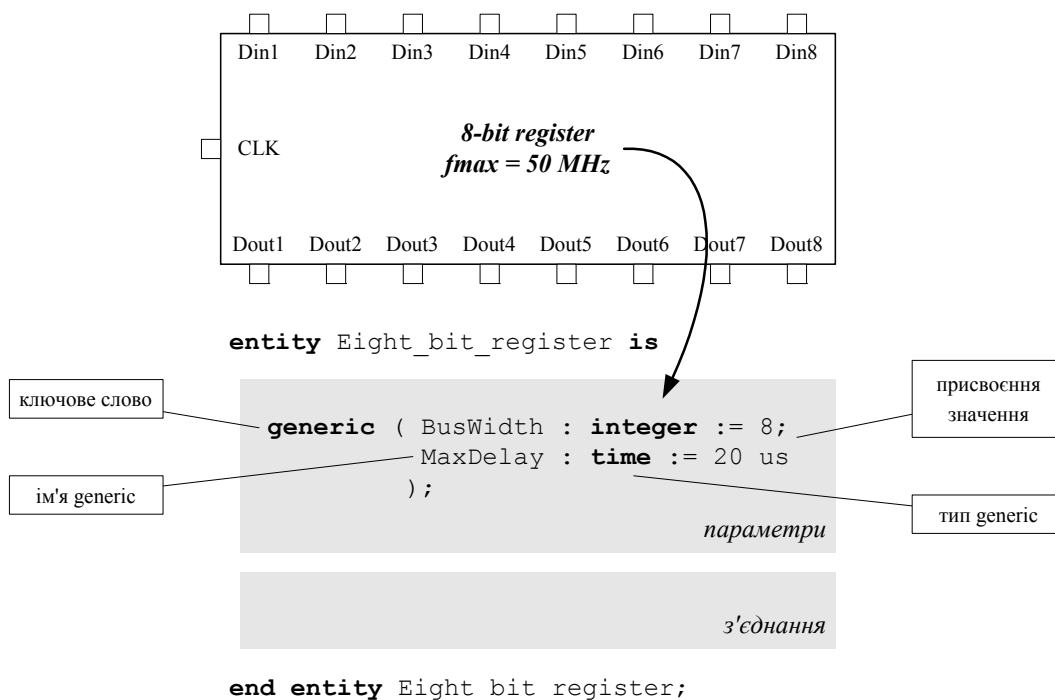 Din1 Din2 Din3 Din4 Din5 Din6 Din7 Din8
CLK
8-bit register
fmax = 50 MHz
Dout1 Dout2 Dout3 Dout4 Dout5 Dout6 Dout7 Dout8
entity Eight_bit_register is
ключове слово
присвоєння
значення
generic ( BusWidth : integer := 8;
MaxDelay : time := 20 us
);
ім'я generic
тип generic
параметри
з'єднання
end entity Eight_bit_register;